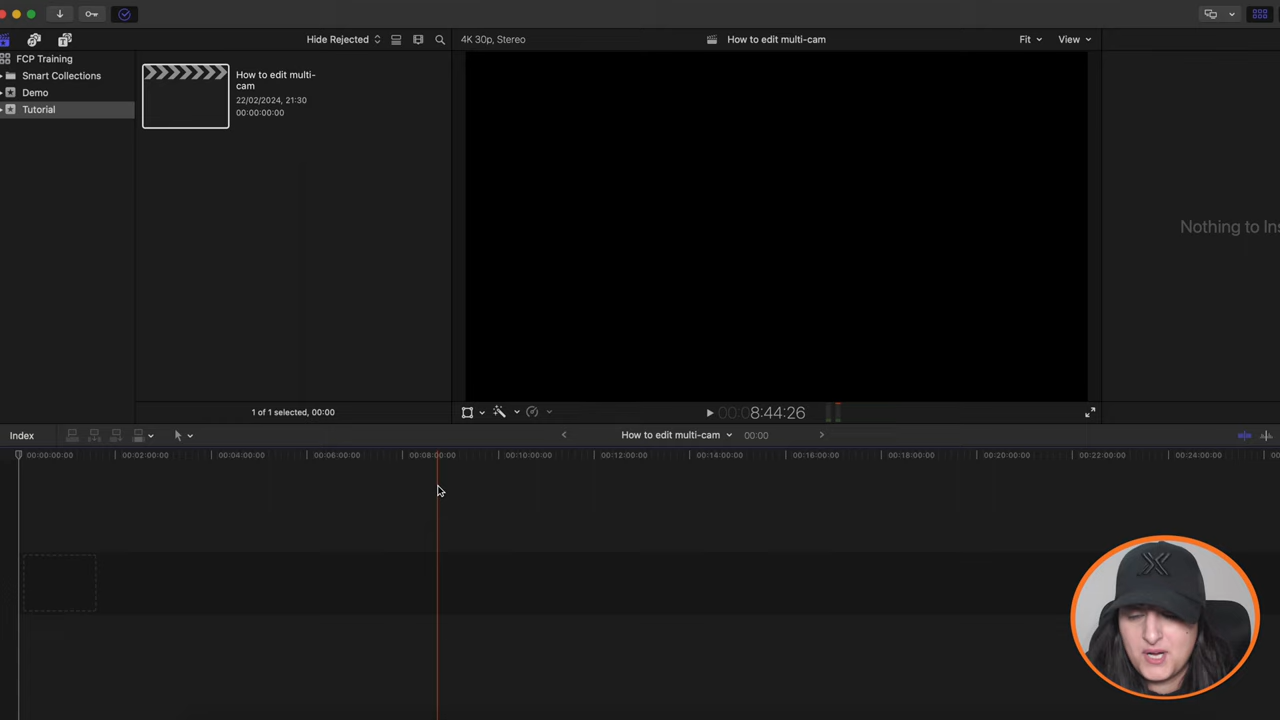 Hide Rejected
4K 30p, Stereo
How to edit multi-cam
Fit
View
FCP Training
Smart Collections
Demo
Tutorial
How to edit multi-
cam
22/02/2024, 21:30
00:00:00:00
Nothing to Ins
1 of 1 selected, 00:00
00:08:44:26
Index
How to edit multi-cam
00:00
00:00:00:00
00:02:00:00
00:04:00:00
00:06:00:00
00:08:00:00
00:10:00:00
00:12:00:00
00:14:00:00
00:16:00:00
00:18:00:00
00:20:00:00
00:22:00:00
00:24:00:00
00